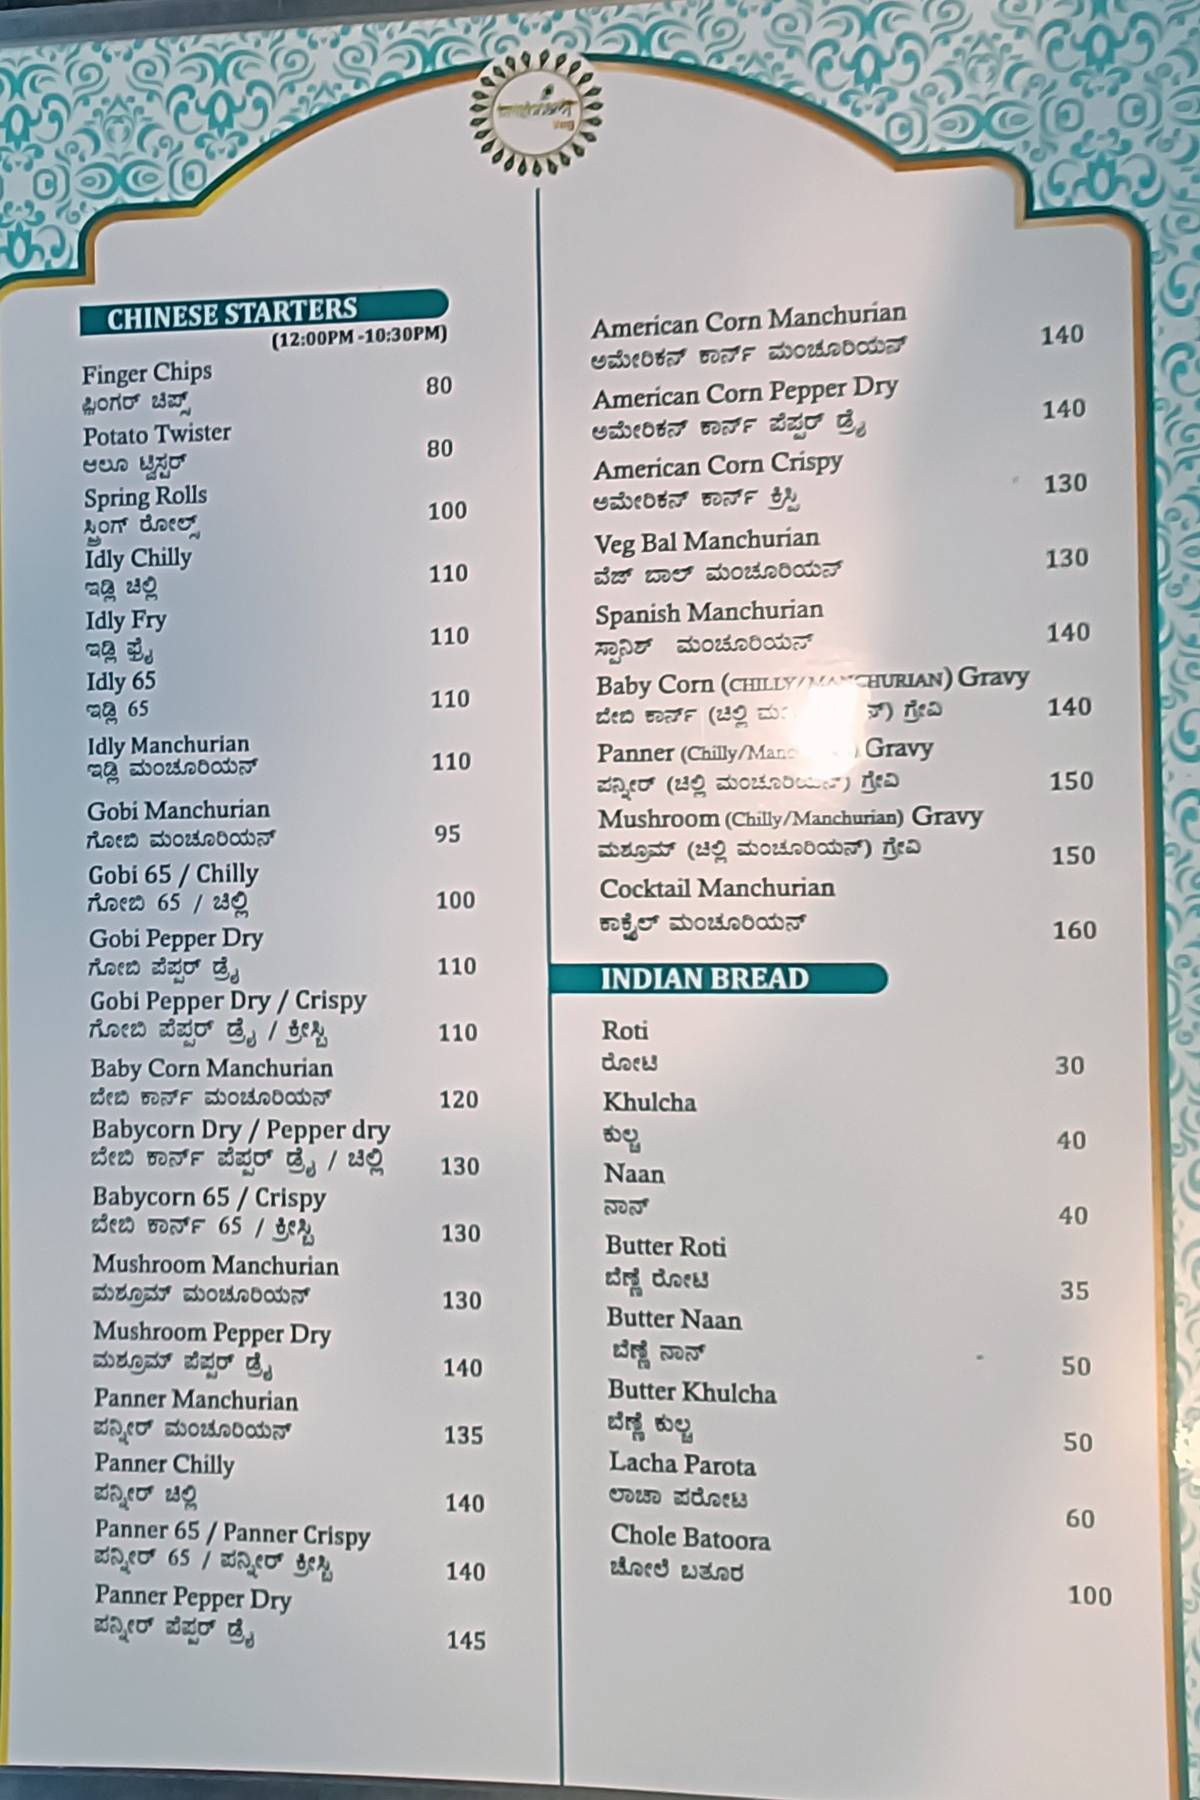 CHINESE STARTERS
(12:00PM -10:30PM)
Finger Chips
ಫ಼ಿಂಗರ್ ಚಿಪ್ಸ್ 80
Potato Twister
ಆಲೂ ಟ್ವಿಸ್ಟರ್ 80
Spring Rolls
ಸ್ಪ್ರಿಂಗ್ ರೋಲ್ಸ್ 100
Idly Chilly
ಇಡ್ಲಿ ಚಿಲ್ಲಿ 110
Idly Fry
ಇಡ್ಲಿ ಫ್ರೈ 110
Idly 65
ಇಡ್ಲಿ 65 110
Idly Manchurian
ಇಡ್ಲಿ ಮಂಚೂರಿಯನ್ 110
Gobi Manchurian
ಗೋಬಿ ಮಂಚೂರಿಯನ್ 95
Gobi 65 / Chilly
ಗೋಬಿ 65 / ಚಿಲ್ಲಿ 100
Gobi Pepper Dry
ಗೋಬಿ ಪೆಪ್ಪರ್ ಡ್ರೈ 110
Gobi Pepper Dry / Crispy
ಗೋಬಿ ಪೆಪ್ಪರ್ ಡ್ರೈ / ಕ್ರೀಸ್ಬಿ 110
Baby Corn Manchurian
ಬೇಬಿ ಕಾರ್ನ್ ಮಂಚೂರಿಯನ್ 120
Babycorn Dry / Pepper dry
ಬೇಬಿ ಕಾರ್ನ್ ಪೆಪ್ಪರ್ ಡ್ರೈ / ಚಿಲ್ಲಿ 130
Babycorn 65 / Crispy
ಬೇಬಿ ಕಾರ್ನ್ 65 / ಕ್ರೀಸ್ಬಿ 130
Mushroom Manchurian
ಮಶ್ರೂಮ್ ಮಂಚೂರಿಯನ್ 130
Mushroom Pepper Dry
ಮಶ್ರೂಮ್ ಪೆಪ್ಪರ್ ಡ್ರೈ 140
Panner Manchurian
ಪನ್ನೀರ್ ಮಂಚೂರಿಯನ್ 135
Panner Chilly
ಪನ್ನೀರ್ ಚಿಲ್ಲಿ 140
Panner 65 / Panner Crispy
ಪನ್ನೀರ್ 65 / ಪನ್ನೀರ್ ಕ್ರೀಸ್ಬಿ 140
Panner Pepper Dry
ಪನ್ನೀರ್ ಪೆಪ್ಪರ್ ಡ್ರೈ 145
American Corn Manchurian
ಅಮೇರಿಕನ್ ಕಾರ್ನ್ ಮಂಚೂರಿಯನ್ 140
American Corn Pepper Dry
ಅಮೇರಿಕನ್ ಕಾರ್ನ್ ಪೆಪ್ಪರ್ ಡ್ರೈ 140
American Corn Crispy
ಅಮೇರಿಕನ್ ಕಾರ್ನ್ ಕ್ರಿಸ್ಪಿ 130
Veg Bal Manchurian
ವೆಜ್ ಬಾಲ್ ಮಂಚೂರಿಯನ್ 130
Spanish Manchurian
ಸ್ಪಾನಿಶ್ ಮಂಚೂರಿಯನ್ 140
Baby Corn (CHILLY/MANCHURIAN) Gravy
ಬೇಬಿ ಕಾರ್ನ್ (ಚಿಲ್ಲಿ ಗ್ರೇವಿ 140
Panner (Chilly/ Gravy
ಪನ್ನೀರ್ (ಚಿಲ್ಲಿ ಮಂಚೂರಿಯನ್) ಗ್ರೇವಿ 150
Mushroom (Chilly/Manchurian) Gravy
ಮಶ್ರೂಮ್ (ಚಿಲ್ಲಿ ಮಂಚೂರಿಯನ್) ಗ್ರೇವಿ 150
Cocktail Manchurian
ಕಾಕ್ಟೈಲ್ ಮಂಚೂರಿಯನ್ 160
INDIAN BREAD
Roti
ರೋಟಿ 30
Khulcha
ಕುಲ್ಚ 40
Naan
ನಾನ್ 40
Butter Roti
ಬೆಣ್ಣೆ ರೋಟಿ 35
Butter Naan
ಬೆಣ್ಣೆ ನಾನ್ 50
Butter Khulcha
ಬೆಣ್ಣೆ ಕುಲ್ಚ 50
Lacha Parota
ಲಾಚಾ ಪರೋಟ 60
Chole Batoora
ಚೋಲೆ ಬತೂರ 100